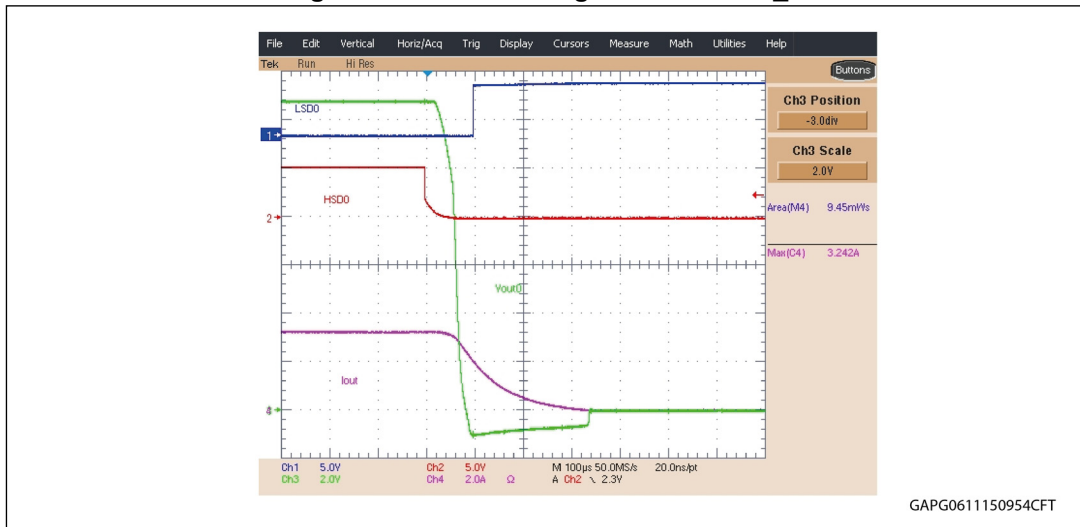 File Edit Vertical Horiz/Acq Trig Display Cursors Measure Math Utilities Help
Tek Run Hi Res
Buttons
Ch3 Position
-3.0div
Ch3 Scale
2.0V
Area(M4) 9.45mVVs
Max(C4) 3.242A
LSD0
1
HSD0
2
Vout0
Iout
4
Ch1 5.0V Ch2 5.0V M 100µs 50.0MS/s 20.0ns/pt
Ch3 2.0V Ch4 2.0A Ω A Ch2 \ 2.3V
GAPG0611150954CFT